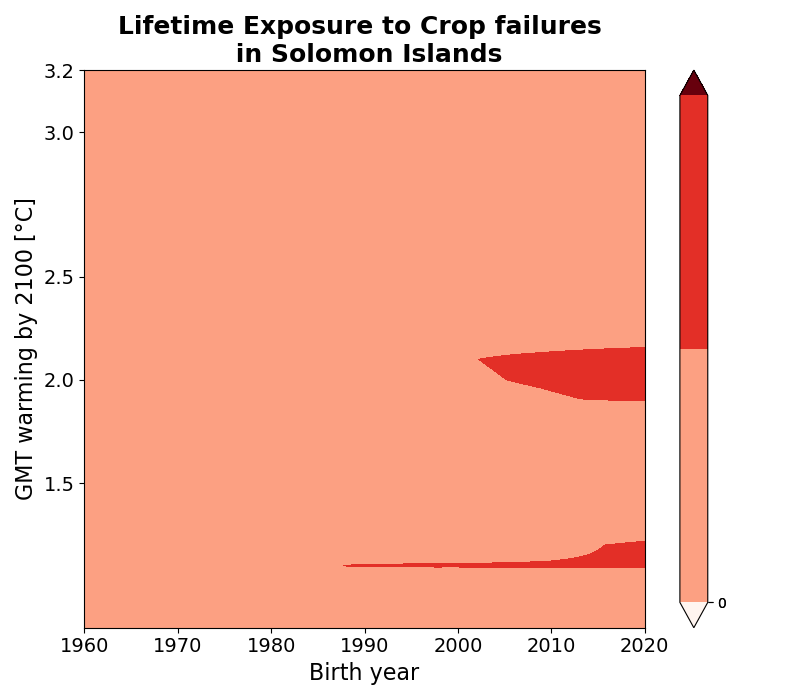 Lifetime Exposure to Crop failures
in Solomon Islands
GMT warming by 2100 [°C]
3.2
3.0
2.5
2.0
1.5
0
1960 1970 1980 1990 2000 2010 2020
Birth year